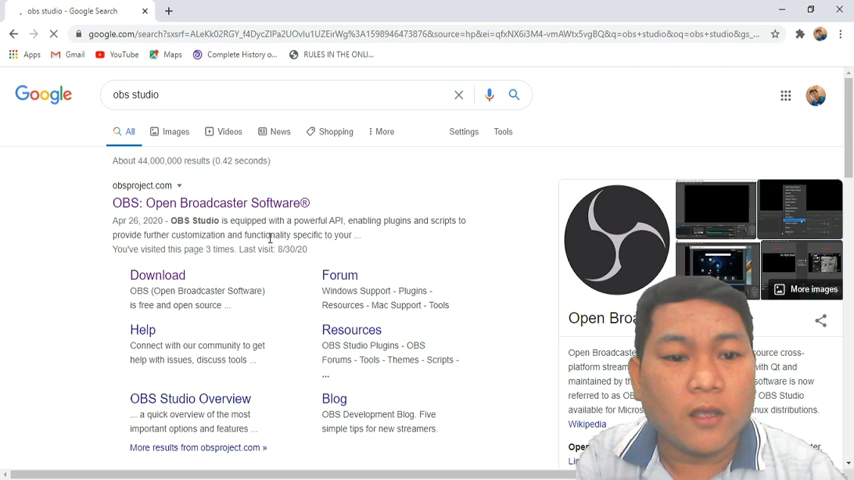 obs studio - Google Search
google.com/search?sxsrf=ALeKk02RGY_f4DycZIPa2UOvIu1UZEirWg%3A1598946473876&source=hp&ei=qfxNX6i3M4-vmAWtx5vgBQ&q=obs+studio&oq=obs+studio&gs_
Apps Gmail YouTube Maps Complete History o... RULES IN THE ONLI...
Google
obs studio
All Images Videos News Shopping More Settings Tools
About 44,000,000 results (0.42 seconds)
obsproject.com
OBS: Open Broadcaster Software®
Apr 26, 2020 - OBS Studio is equipped with a powerful API, enabling plugins and scripts to
provide further customization and functionality specific to your ...
You've visited this page 3 times. Last visit: 8/30/20
Download
OBS (Open Broadcaster Software)
is free and open source ...
Forum
Windows Support - Plugins -
Resources - Mac Support - Tools
Help
Connect with our community to get
help with issues, discuss tools ...
Resources
OBS Studio Plugins - OBS
Forums - Tools - Themes - Scripts -
...
OBS Studio Overview
... a quick overview of the most
important options and features ...
Blog
OBS Development Blog. Five
simple tips for new streamers.
More results from obsproject.com »
More images
Open
Open Broadcaster
platform
maintained by
referred to as
available for
Wikipedia
source cross-
with Qt and
software is now
OBS Studio
distributions.